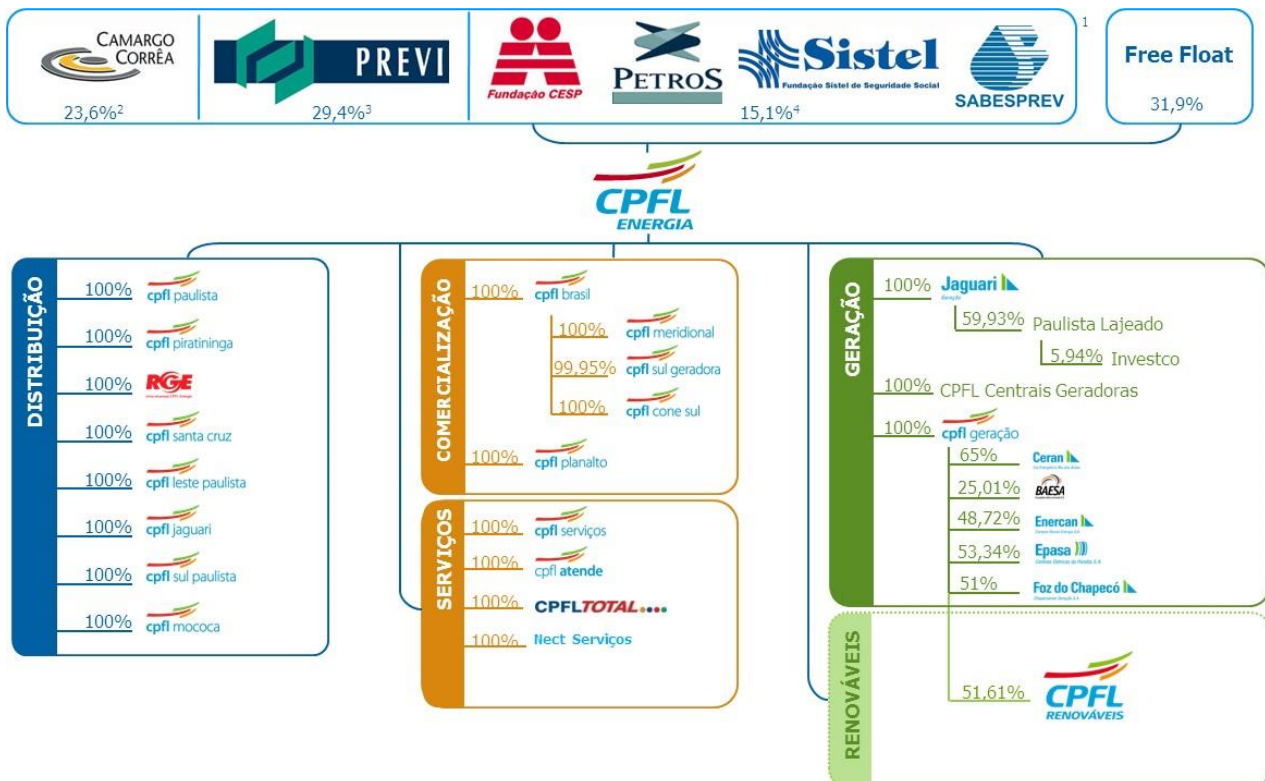 CAMARGO
CORRÊA
23,6%²
PREVI
29,4%³
Fundação CESP
PETROS
Sistel
Fundação Sistel de Seguridade Social
SABESPREV
15,1%⁴
1
Free Float
31,9%
CPFL
ENERGIA
DISTRIBUIÇÃO
100% cpfl paulista
100% cpfl piratininga
100% RGE
100% cpfl santa cruz
100% cpfl leste paulista
100% cpfl jaguari
100% cpfl sul paulista
100% cpfl mococa
COMERCIALIZAÇÃO
100% cpfl brasil
100% cpfl meridional
99,95% cpfl sul geradora
100% cpfl cone sul
100% cpfl planalto
SERVIÇOS
100% cpfl serviços
100% cpfl atende
100% CPFLTOTAL
100% Nect Serviços
GERAÇÃO
100% Jaguari
Geração
59,93% Paulista Lajeado
5,94% Investco
100% CPFL Centrais Geradoras
100% cpfl geração
65% Ceran
25,01% BAESA
48,72% Enercan
53,34% Epasa
51% Foz do Chapecó
RENOVÁVEIS
51,61% CPFL
RENOVÁVEIS